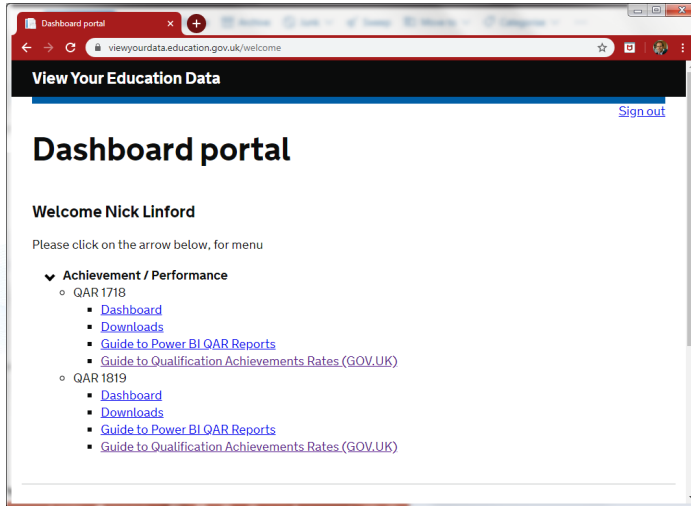 Dashboard portal
viewyourdata.education.gov.uk/welcome
View Your Education Data
Sign out
Dashboard portal
Welcome Nick Linford
Please click on the arrow below, for menu
Achievement / Performance
QAR 1718
Dashboard
Downloads
Guide to Power BI QAR Reports
Guide to Qualification Achievements Rates (GOV.UK)
QAR 1819
Dashboard
Downloads
Guide to Power BI QAR Reports
Guide to Qualification Achievements Rates (GOV.UK)